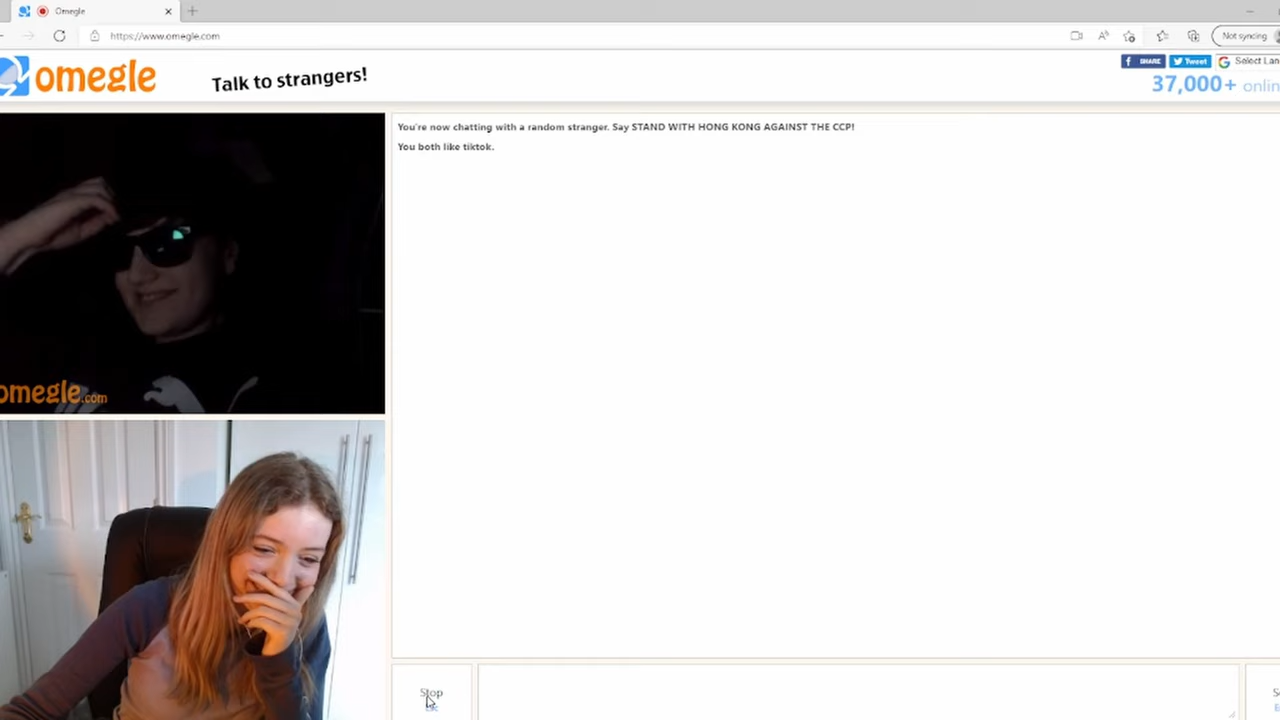 Omegle
https://www.omegle.com
Not syncing
omegle
Talk to strangers!
SHARE
Tweet
Select Lan
37,000+ onlin
You're now chatting with a random stranger. Say STAND WITH HONG KONG AGAINST THE CCP!
You both like tiktok.
omegle.com
Stop
Esc